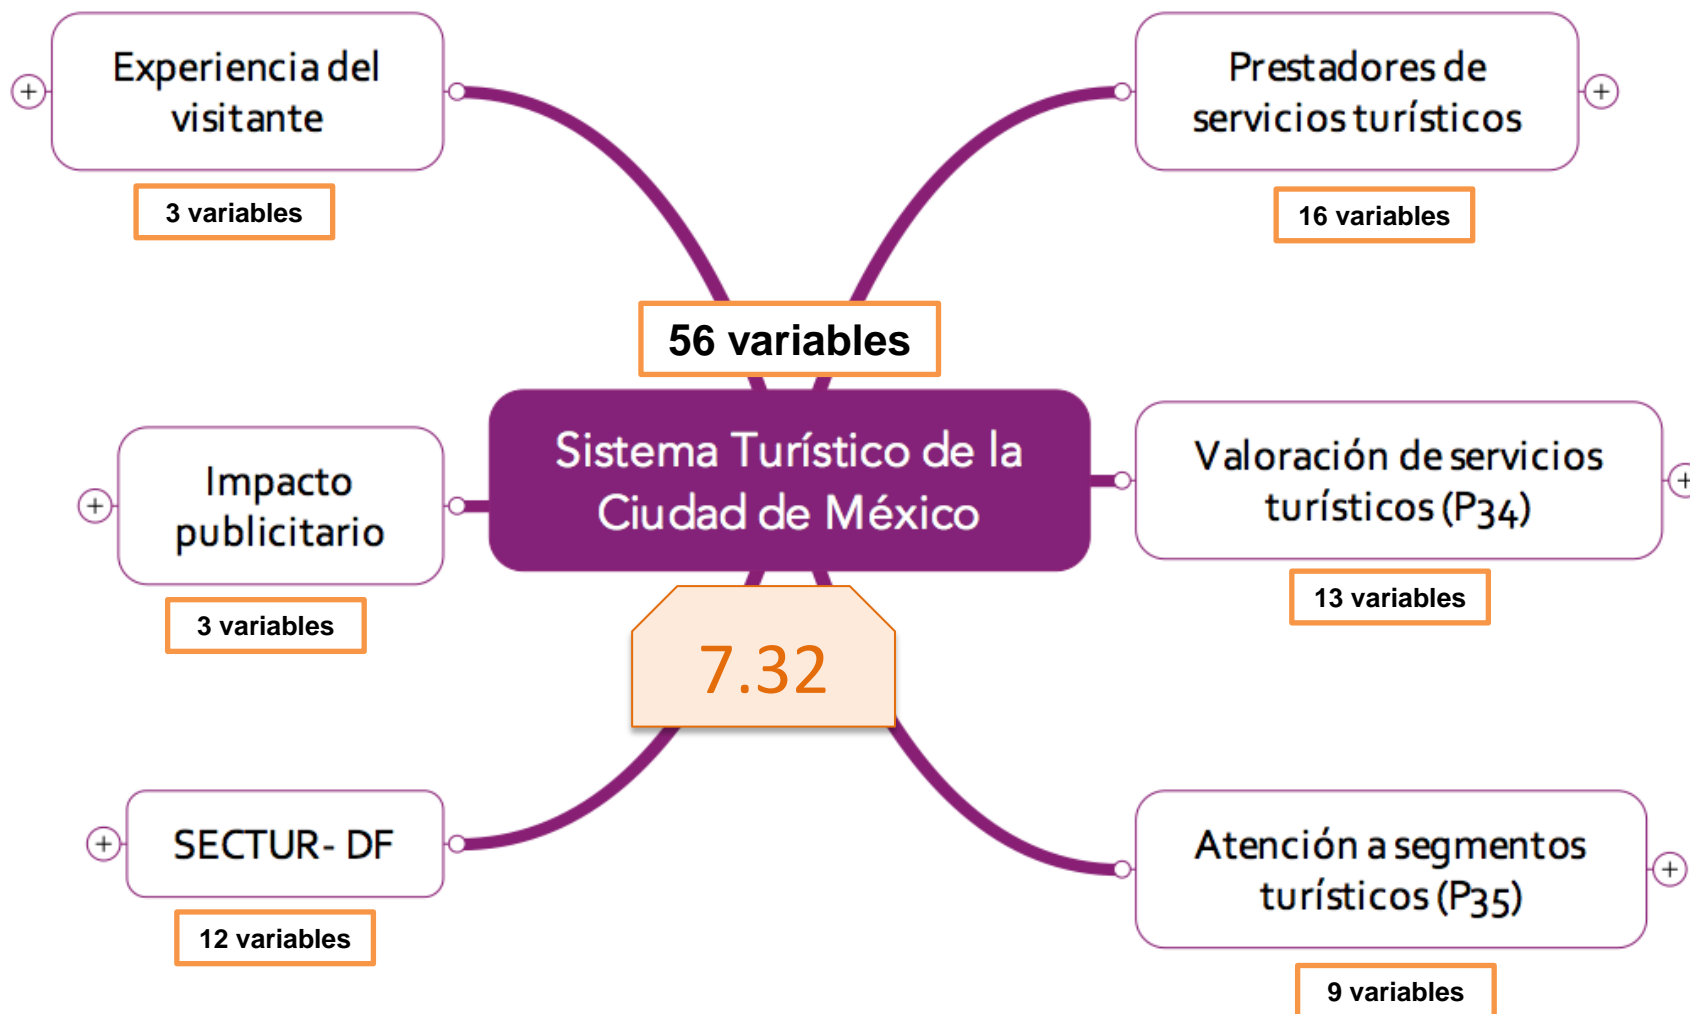 Experiencia del
visitante
3 variables
Prestadores de
servicios turísticos
16 variables
56 variables
Sistema Turístico de la
Ciudad de México
Impacto
publicitario
3 variables
Valoración de servicios
turísticos (P34)
13 variables
7.32
SECTUR- DF
12 variables
Atención a segmentos
turísticos (P35)
9 variables